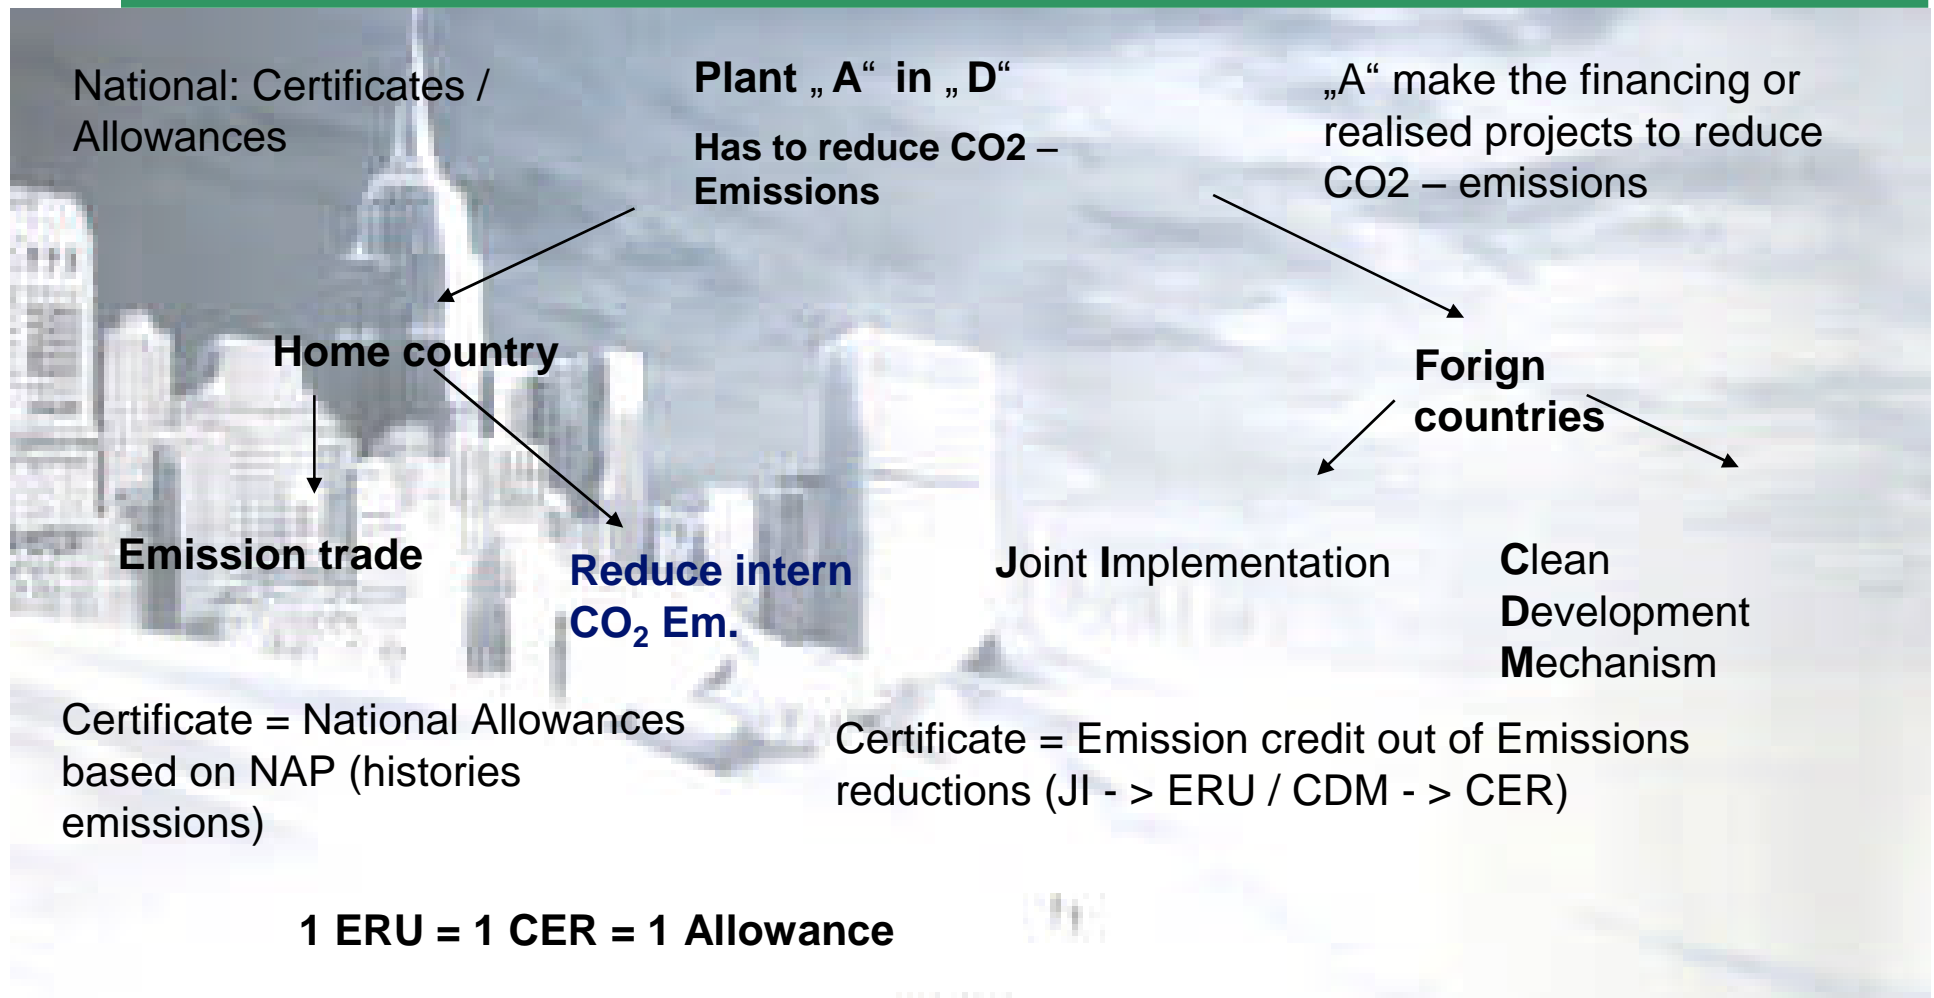 National: Certificates /
Allowances
Plant „ A“ in „ D“
Has to reduce CO2 –
Emissions
„A“ make the financing or
realised projects to reduce
CO2 – emissions
Home country
Forign
countries
Emission trade
Reduce intern
CO₂ Em.
Joint Implementation
Clean
Development
Mechanism
Certificate = National Allowances
based on NAP (histories
emissions)
Certificate = Emission credit out of Emissions
reductions (JI - > ERU / CDM - > CER)
1 ERU = 1 CER = 1 Allowance